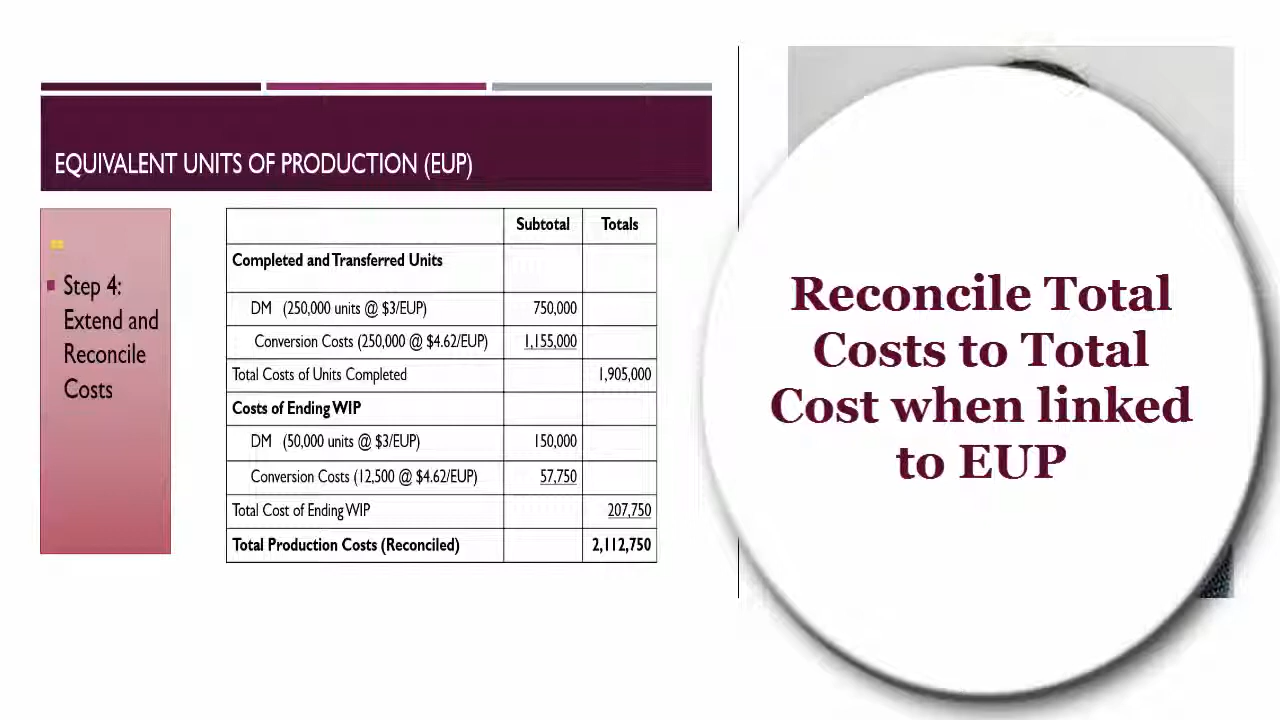 EQUIVALENT UNITS OF PRODUCTION (EUP)
Step 4:
Extend and
Reconcile
Costs
Subtotal Totals
Completed and Transferred Units
DM (250,000 units @ $3/EUP) 750,000
Conversion Costs (250,000 @ $4.62/EUP) 1,155,000
Total Costs of Units Completed 1,905,000
Costs of Ending WIP
DM (50,000 units @ $3/EUP) 150,000
Conversion Costs (12,500 @ $4.62/EUP) 57,750
Total Cost of Ending WIP 207,750
Total Production Costs (Reconciled) 2,112,750
Reconcile Total
Costs to Total
Cost when linked
to EUP